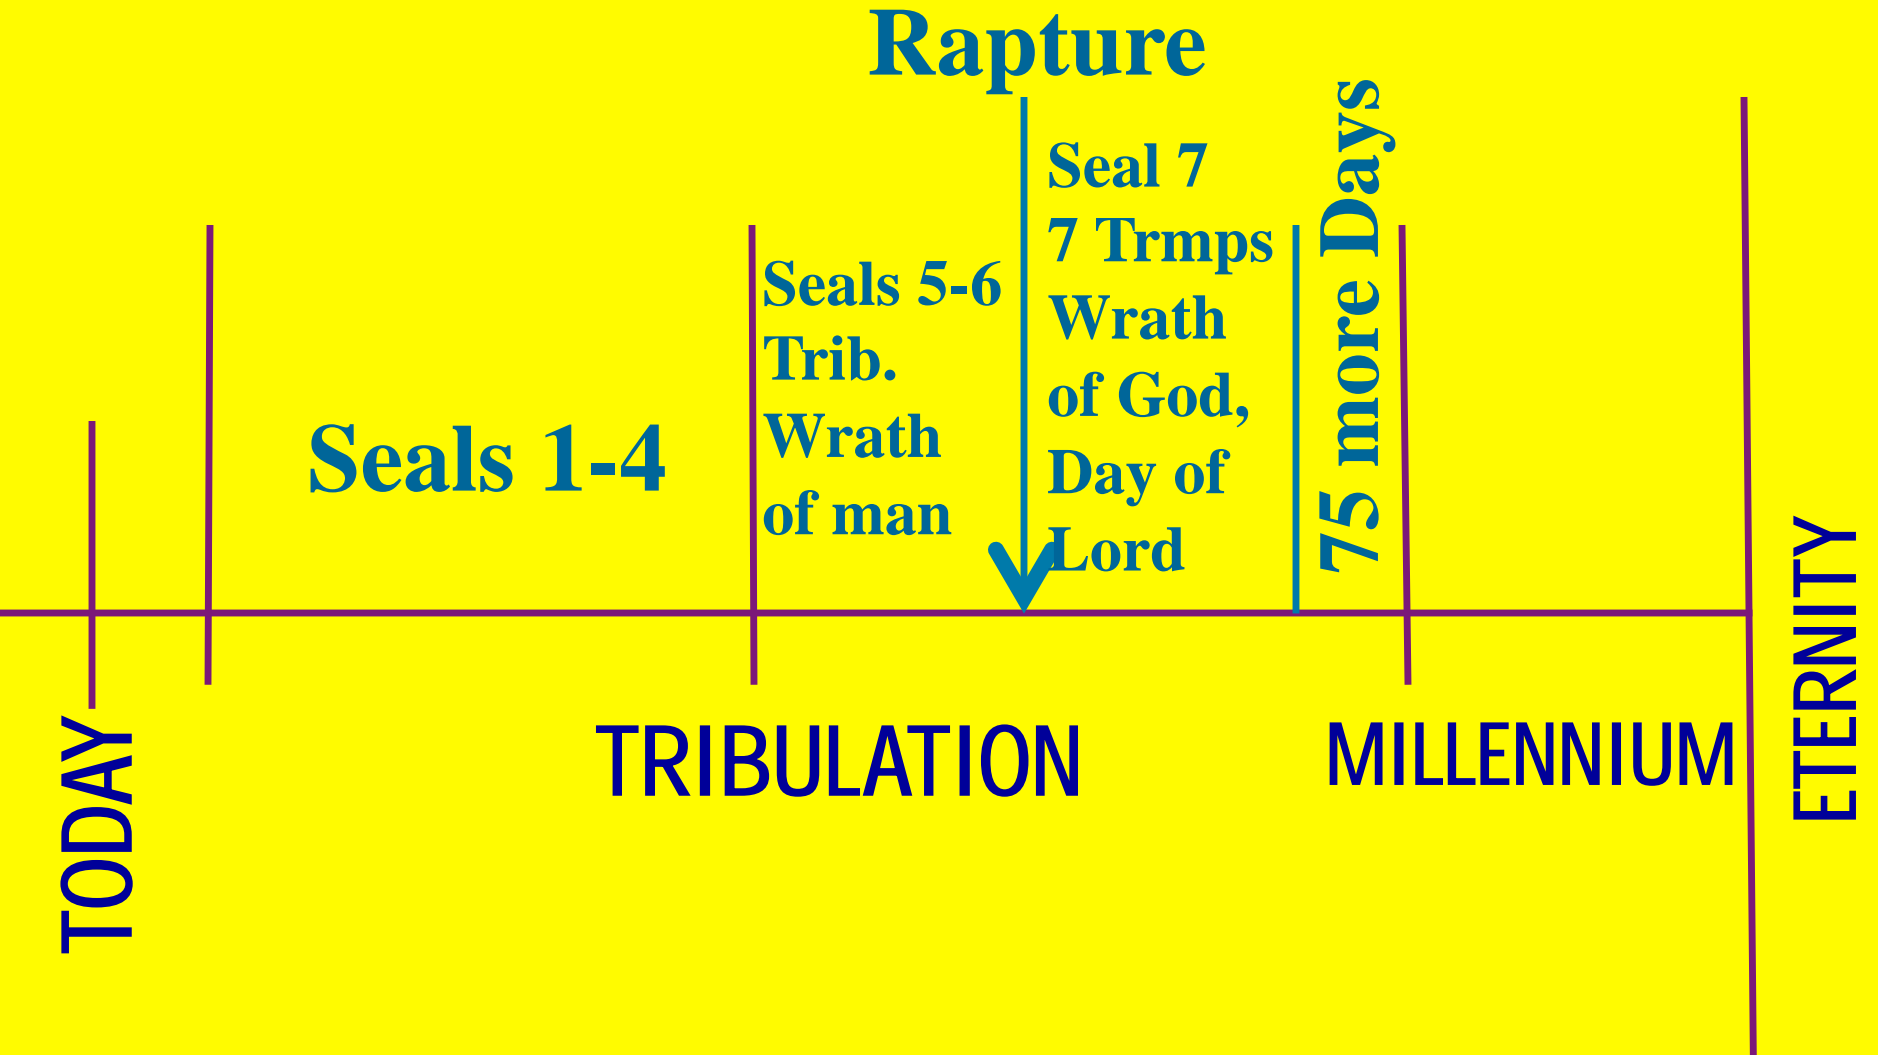 Rapture
Seals 1-4
Seals 5-6
Trib.
Wrath
of man
Seal 7
7 Trmps
Wrath
of God,
Day of
Lord
75 more Days
TODAY
TRIBULATION
MILLENNIUM
ETERNITY